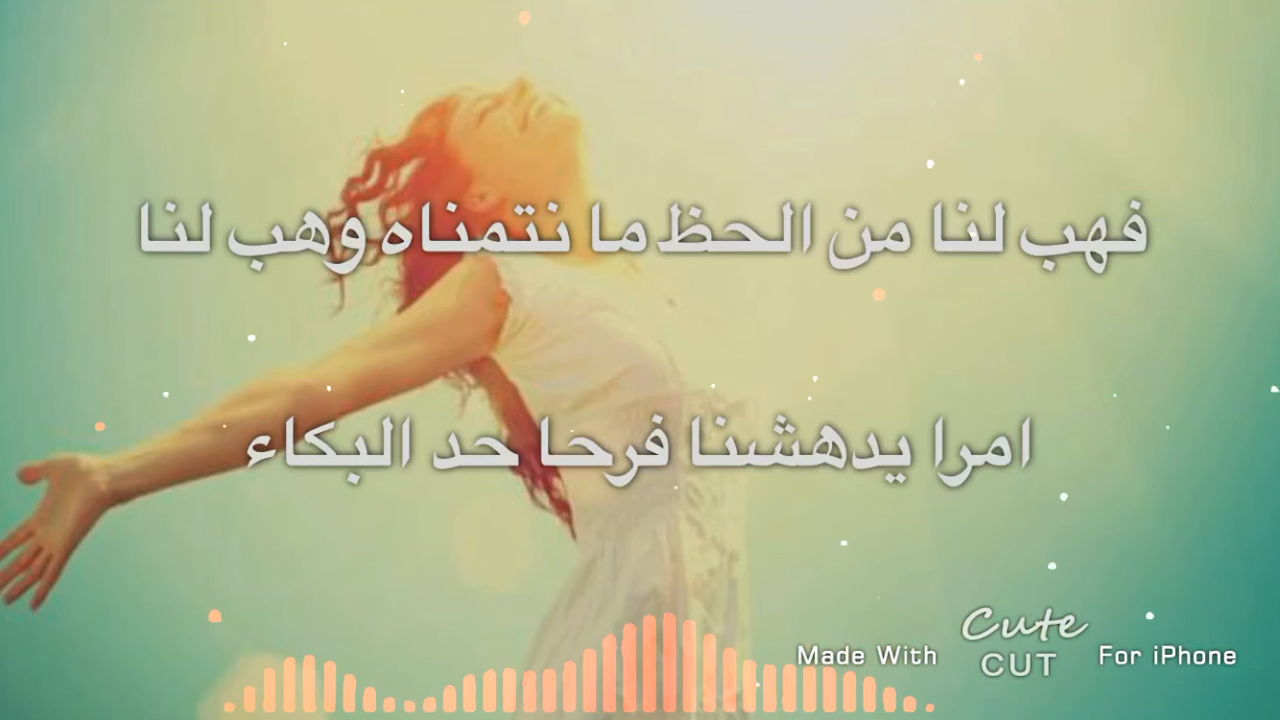 فهب لنا من الحظ ما نتمناه وهب لنا
امرا يدهشنا فرحا حد البكاء
Made With Cute CUT For iPhone